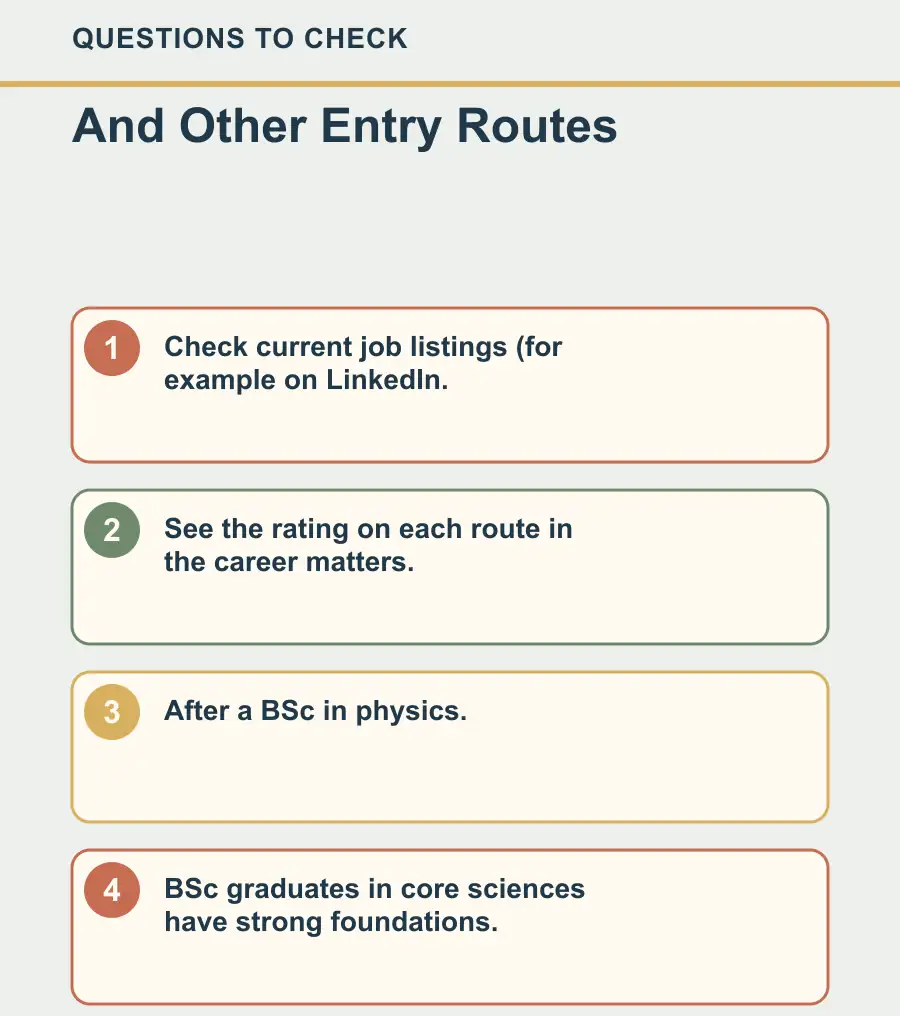 QUESTIONS TO CHECK
And Other Entry Routes
1
Check current job listings (for
example on LinkedIn.
2
See the rating on each route in
the career matters.
3
After a BSc in physics.
4
BSc graduates in core sciences
have strong foundations.